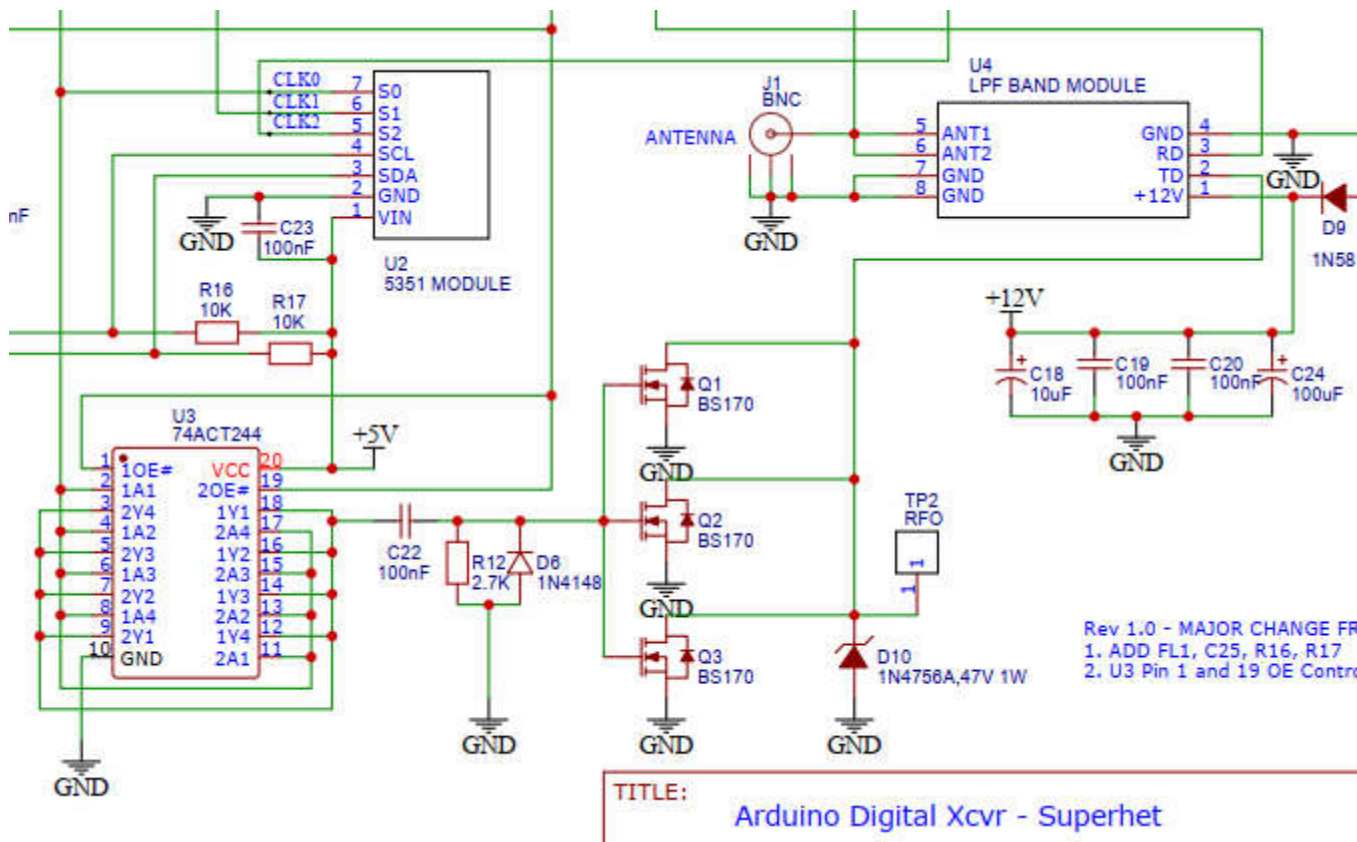 CLK0
CLK1
CLK2
7 S0
6 S1
5 S2
4 SCL
3 SDA
2 GND
1 VIN
U2
5351 MODULE
nF
GND
C23
100nF
R16
10K
R17
10K
J1
BNC
ANTENNA
GND
U4
LPF BAND MODULE
5 ANT1
6 ANT2
7 GND
8 GND
GND 4
RD 3
TD 2
+12V 1
GND
D9
1N58
+12V
C18
10uF
C19
100nF
C20
100nF
C24
100uF
GND
U3
74ACT244
+5V
1 1OE#
2 1A1
3 2Y4
4 1A2
5 2Y3
6 1A3
7 2Y2
8 1A4
9 2Y1
10 GND
VCC 20
2OE# 19
1Y1 18
2A4 17
1Y2 16
2A3 15
1Y3 14
2A2 13
1Y4 12
2A1 11
GND
C22
100nF
R12
2.7K
D6
1N4148
GND
Q1
BS170
GND
Q2
BS170
GND
Q3
BS170
GND
TP2
RFO
1
1
D10
1N4756A,47V 1W
GND
Rev 1.0 - MAJOR CHANGE FR
1. ADD FL1, C25, R16, R17
2. U3 Pin 1 and 19 OE Contro
TITLE:
Arduino Digital Xcvr - Superhet